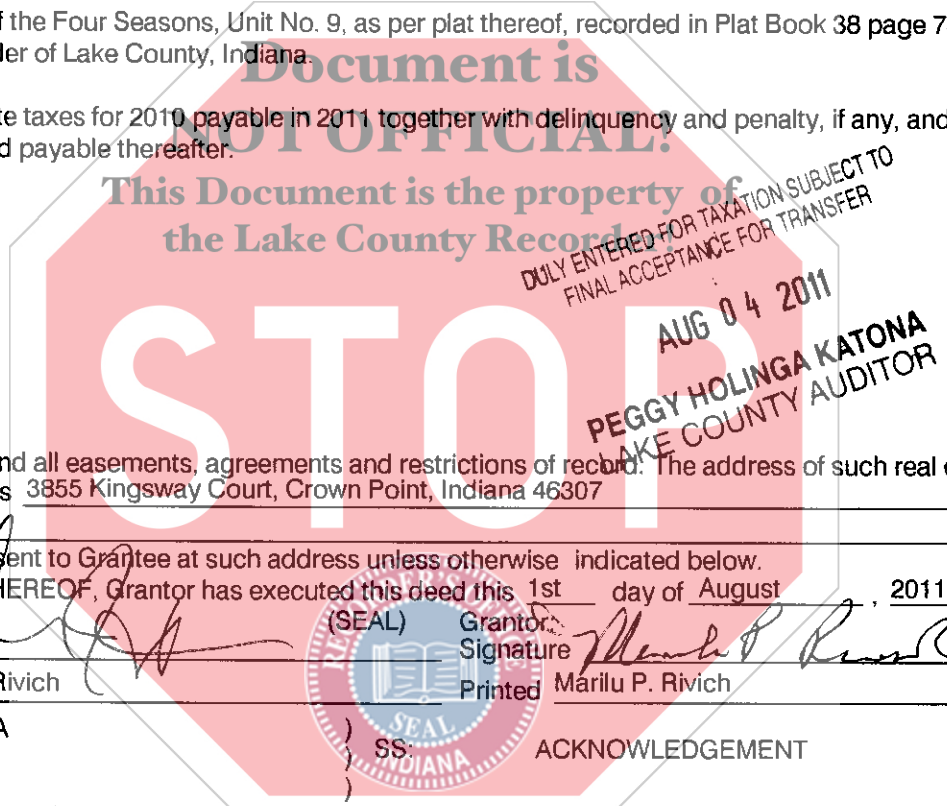 f the Four Seasons, Unit No. 9, as per plat thereof, recorded in Plat Book 38 page 7
er of Lake County, Indiana.
Document is
e taxes for 2010 payable in 2011 together with delinquency and penalty, if any, and
NOT OFFICIAL!
d payable thereafter.
This Document is the property of
the Lake County Recorder!
DULY ENTERED FOR TAXATION SUBJECT TO
FINAL ACCEPTANCE FOR TRANSFER
AUG 04 2011
PEGGY HOLINGA KATONA
LAKE COUNTY AUDITOR
STOP
nd all easements, agreements and restrictions of record. The address of such real
s 3855 Kingsway Court, Crown Point, Indiana 46307
ent to Grantee at such address unless otherwise indicated below.
HEREOF, Grantor has executed this deed this 1st day of August, 2011
(SEAL) Grantor:
Signature
Rivich Printed Marilu P. Rivich
A
SS: ACKNOWLEDGEMENT
SEAL
INDIANA